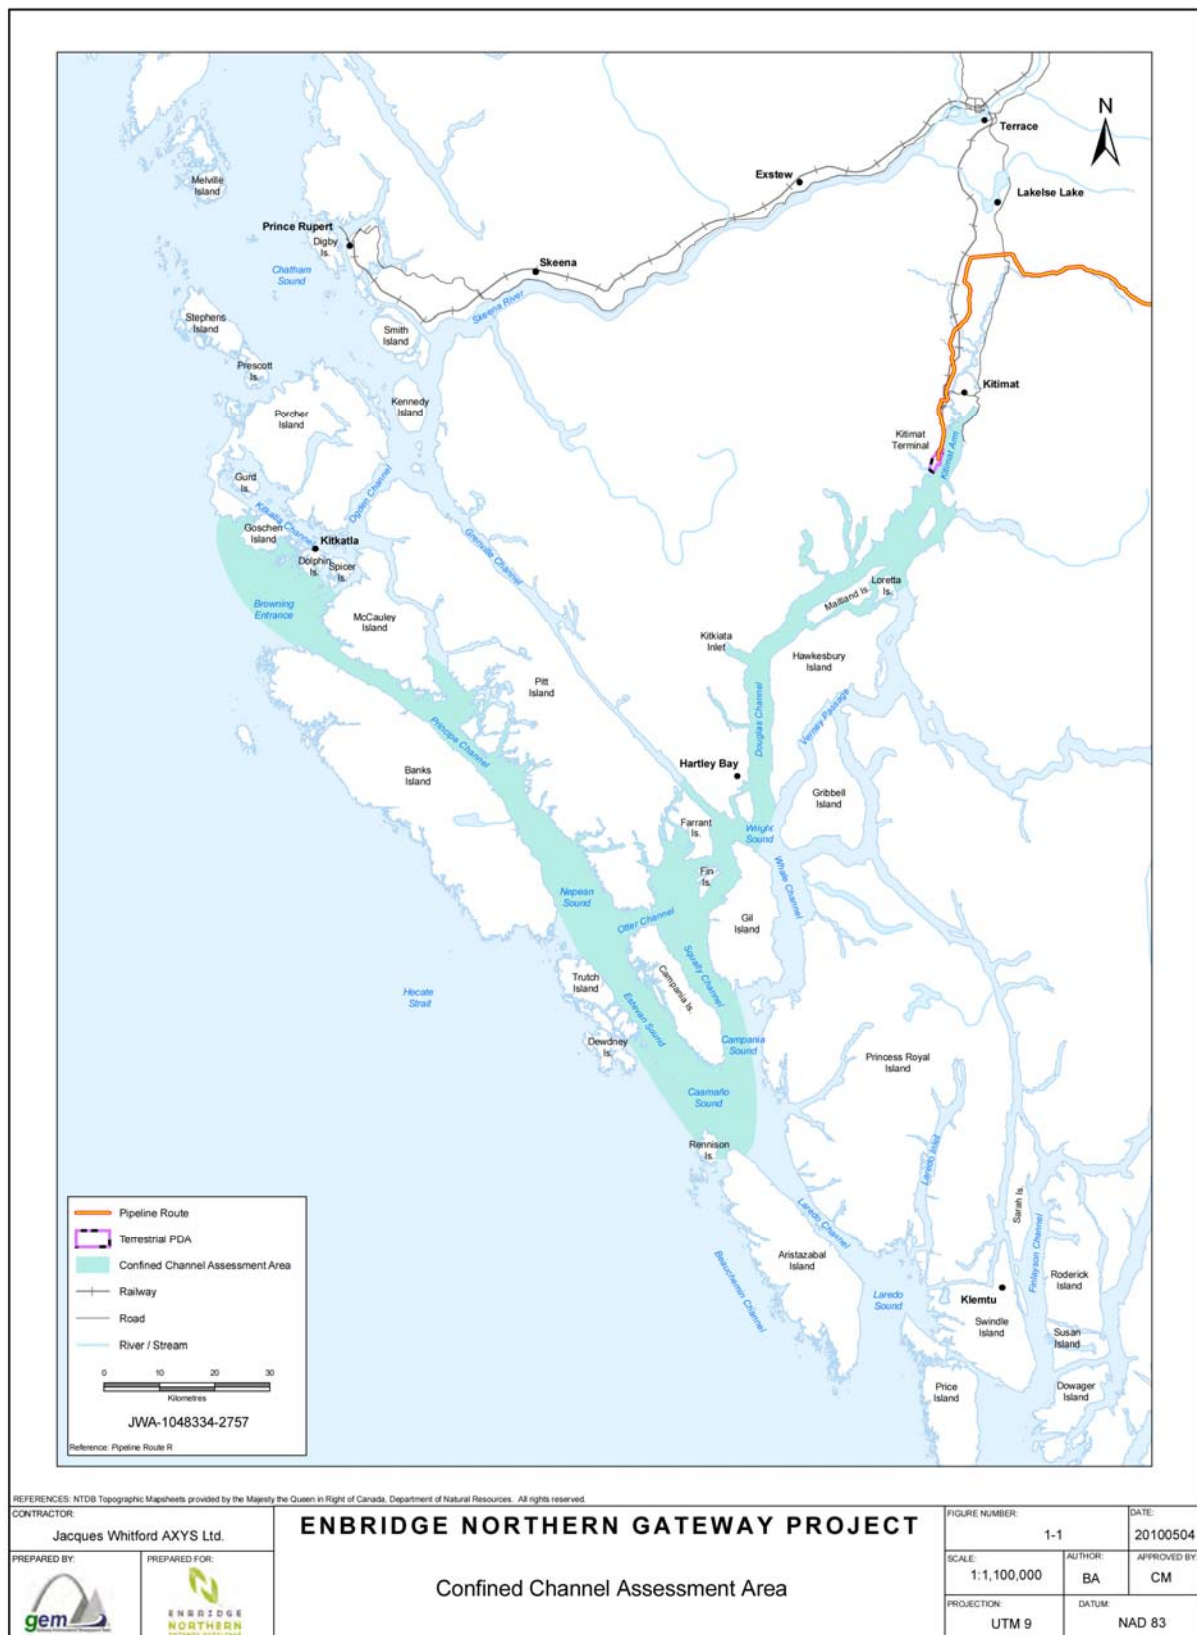 N
Terrace
Exstew
Lakelse Lake
Melville
Island
Prince Rupert
Digby
Is.
Chatham
Sound
Skeena
Skeena River
Stephens
Island
Smith
Island
Prescott
Is.
Kennedy
Island
Porcher
Island
Kitimat
Kitimat
Terminal
Kitimat Arm
Gurd
Is.
Ogden Channel
Kitkatla Channel
Goschen
Island
Kitkatla
Dolphin
Is.
Spicer
Is.
Grenville Channel
Browning
Entrance
McCauley
Island
Maitland Is.
Loretta
Is.
Kitkiata
Inlet
Hawkesbury
Island
Pitt
Island
Douglas Channel
Verney Passage
Principe Channel
Banks
Island
Hartley Bay
Gribbell
Island
Farrant
Is.
Wright
Sound
Whale Channel
Fin
Is.
Nepean
Sound
Otter Channel
Gil
Island
Squally Channel
Campania Is.
Trutch
Island
Hecate
Strait
Estevan Sound
Dewdney
Is.
Campania
Sound
Princess Royal
Island
Caamaño
Sound
Rennison
Is.
Laredo Inlet
Laredo Channel
Sarah Is.
Finlayson Channel
Aristazabal
Island
Beauchemin Channel
Laredo
Sound
Klemtu
Swindle
Island
Roderick
Island
Susan
Island
Price
Island
Dowager
Island
Pipeline Route
Terrestrial PDA
Confined Channel Assessment Area
Railway
Road
River / Stream
0 10 20 30
Kilometres
JWA-1048334-2757
Reference: Pipeline Route R
REFERENCES: NTDB Topographic Mapsheets provided by the Majesty the Queen in Right of Canada, Department of Natural Resources. All rights reserved.
CONTRACTOR:
Jacques Whitford AXYS Ltd.
PREPARED BY:
gem
PREPARED FOR:
ENBRIDGE
NORTHERN
ENBRIDGE NORTHERN GATEWAY PROJECT
Confined Channel Assessment Area
FIGURE NUMBER:
1-1
DATE:
20100504
SCALE:
1:1,100,000
AUTHOR:
BA
APPROVED BY:
CM
PROJECTION:
UTM 9
DATUM:
NAD 83